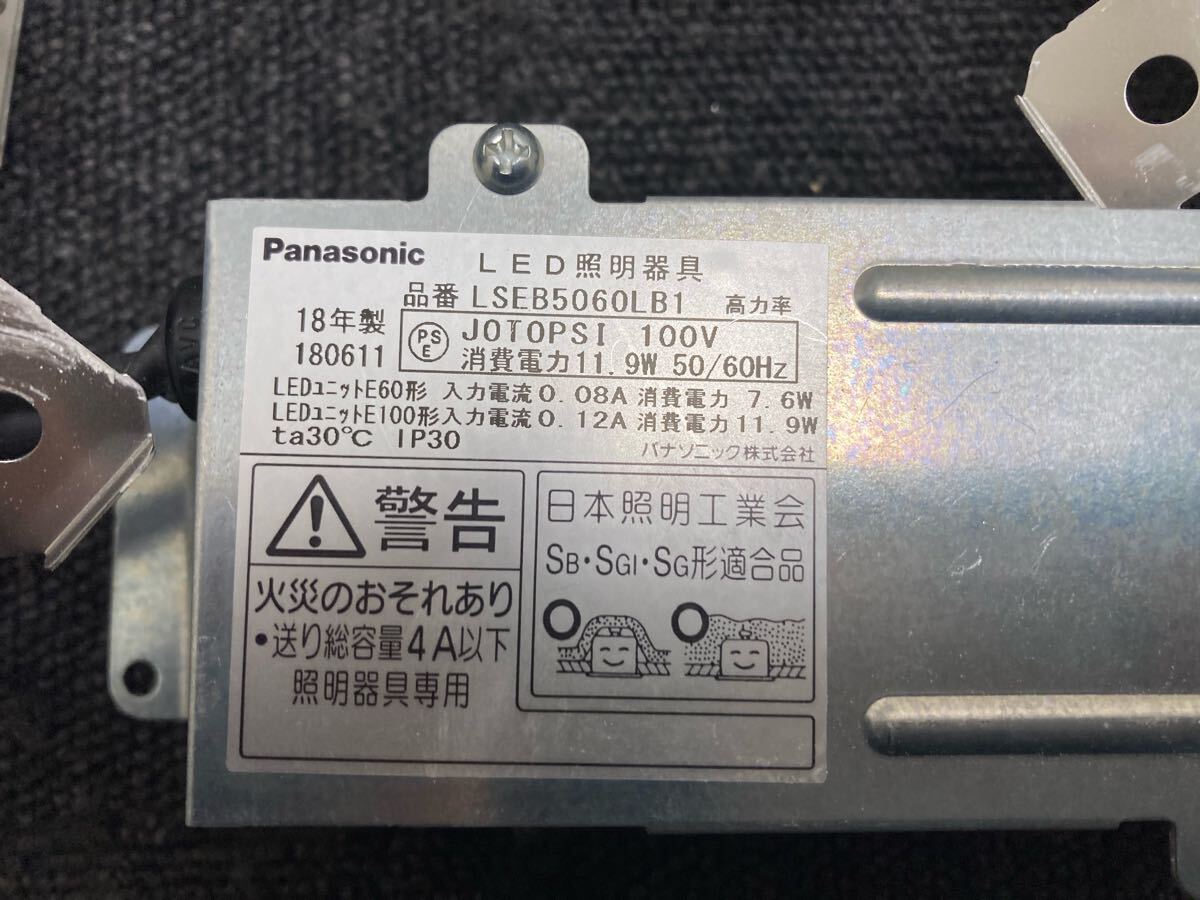 Panasonic
LED照明器具
品番 LSEB5060LB1 高力率
18年製
180611
PSE
JOTOPSI 100V
消費電力11.9W 50/60Hz
LEDユニットE60形 入力電流0.08A 消費電力 7.6W
LEDユニットE100形入力電流0.12A 消費電力11.9W
ta30℃ IP30
パナソニック株式会社
警告
火災のおそれあり
・送り総容量4A以下
照明器具専用
日本照明工業会
SB・SGI・SG形適合品